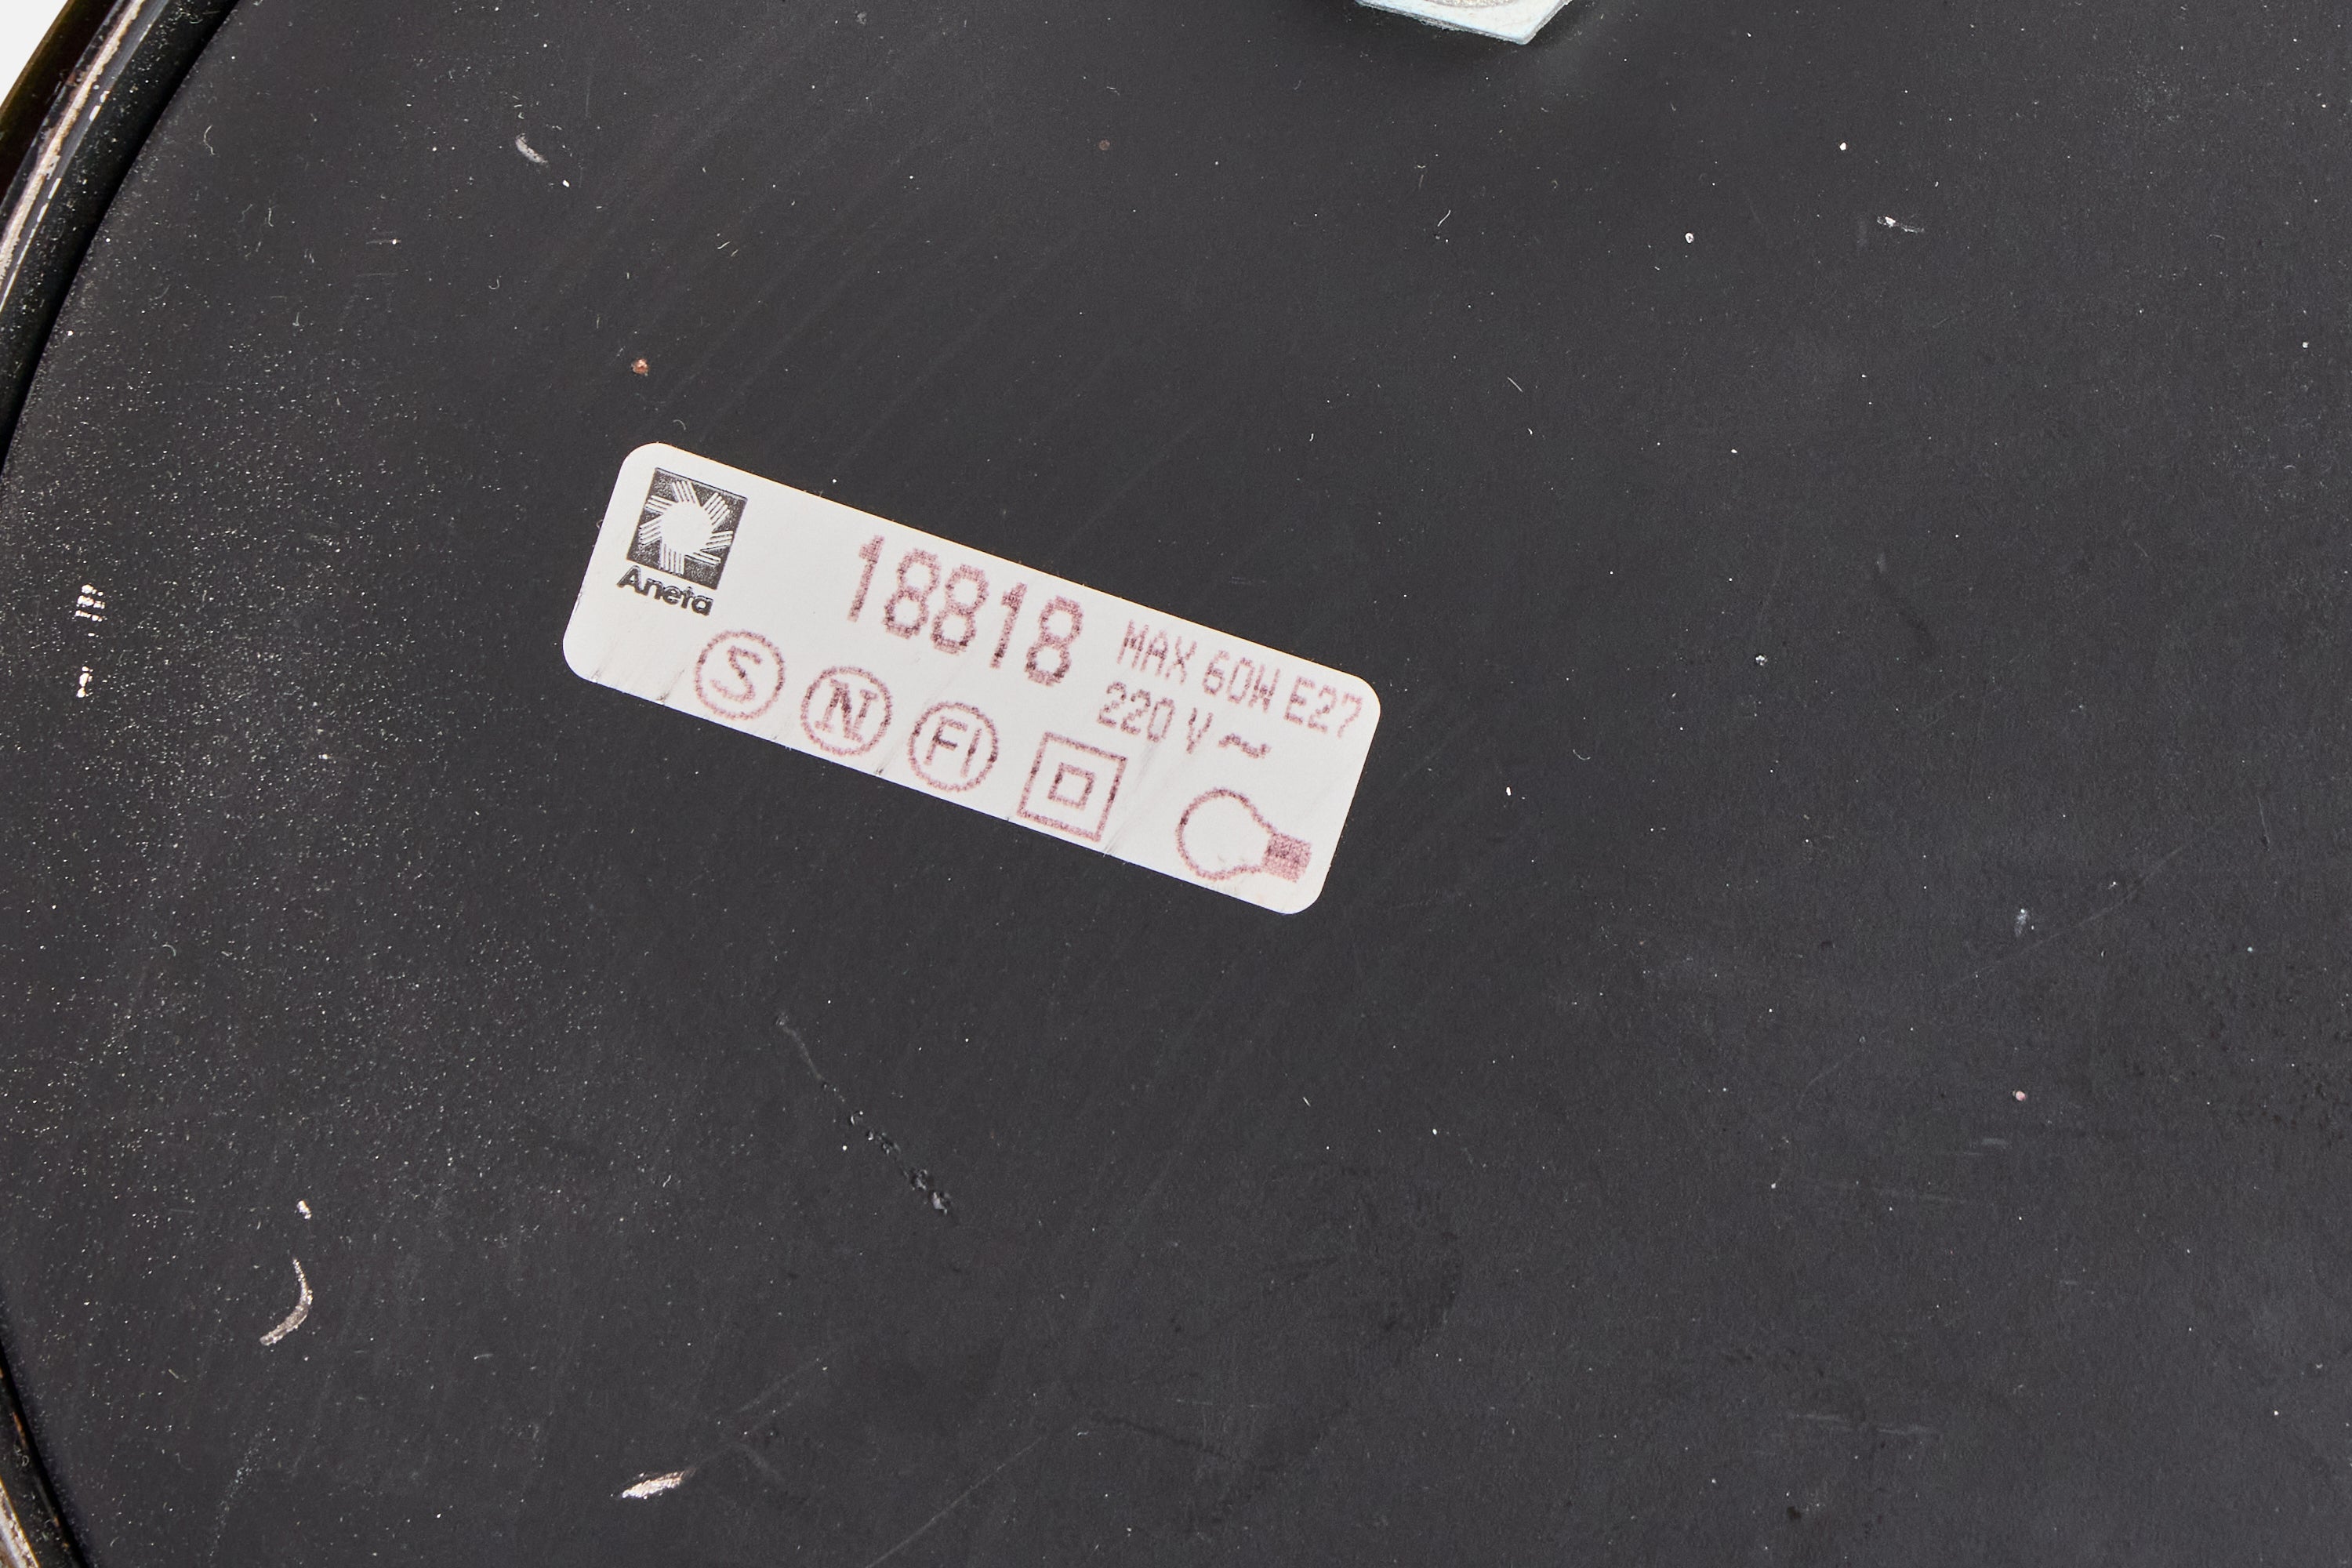 Aneta
18818
MAX 60W E27
220 V ~
S N FI